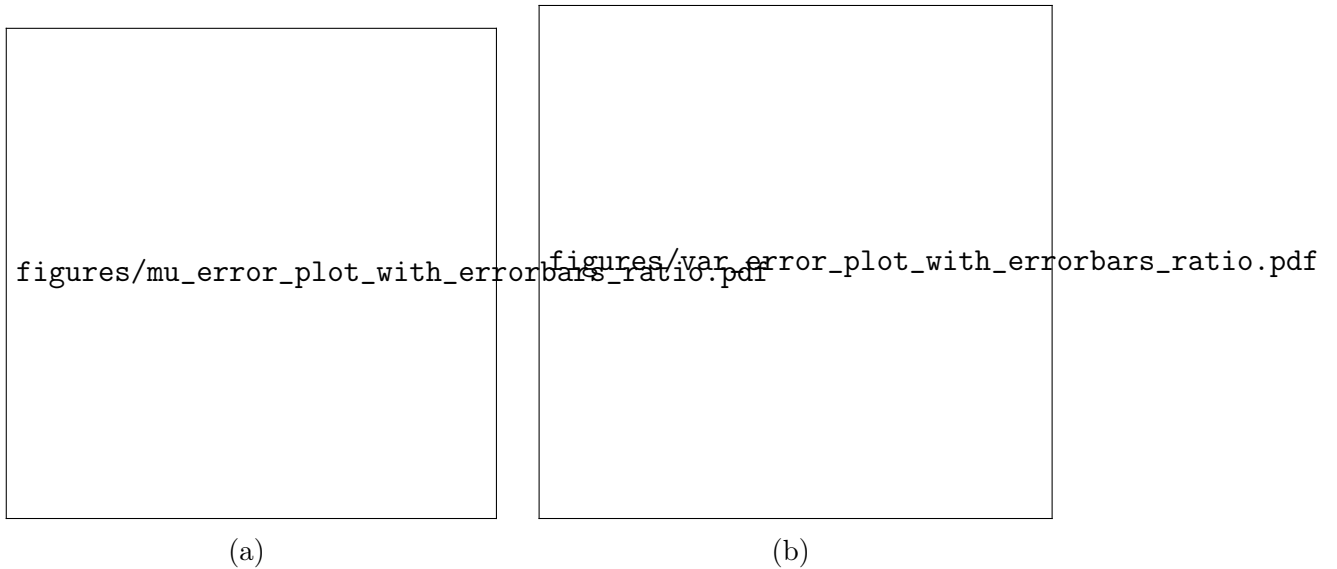 figures/mu_error_plot_with_errorbars_ratio.pdf
figures/var_error_plot_with_errorbars_ratio.pdf
(a)
(b)